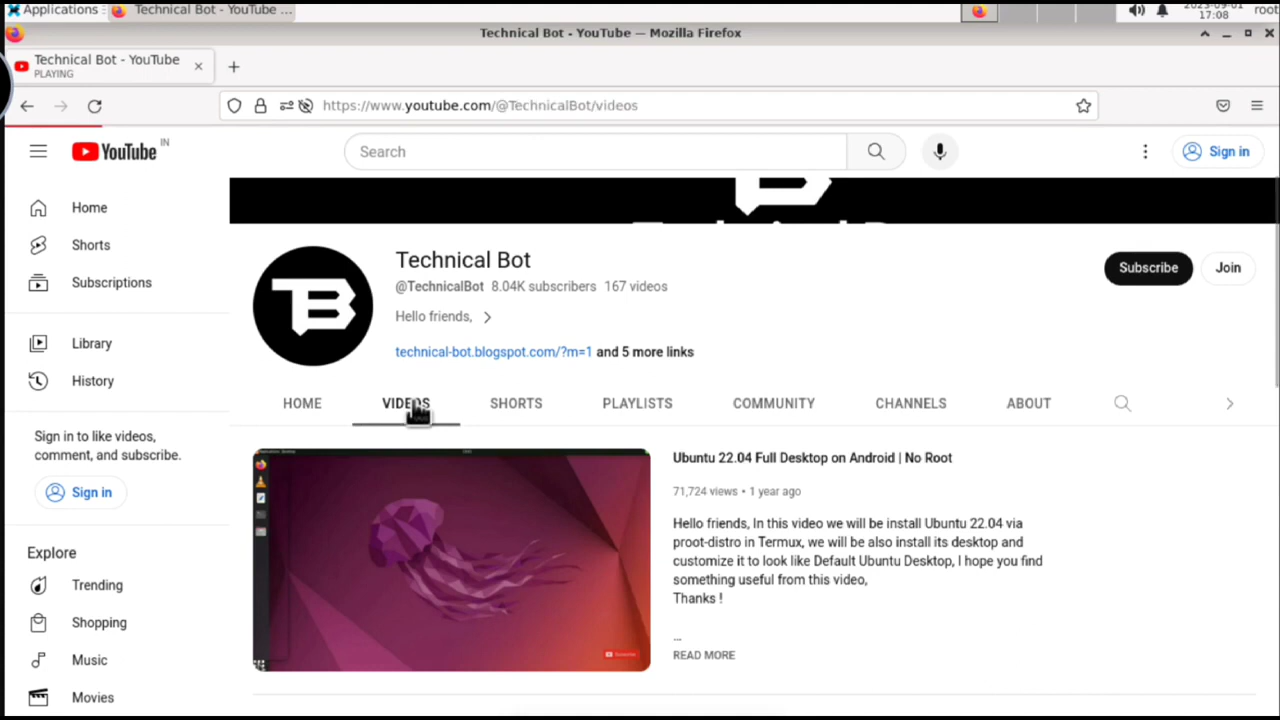 Applications
Technical Bot - YouTube ...
17:08
root
Technical Bot - YouTube — Mozilla Firefox
Technical Bot - YouTube
PLAYING
https://www.youtube.com/@TechnicalBot/videos
YouTube IN
Search
Sign in
Home
Shorts
Subscriptions
Library
History
Sign in to like videos,
comment, and subscribe.
Sign in
Explore
Trending
Shopping
Music
Movies
Technical Bot
@TechnicalBot 8.04K subscribers 167 videos
Hello friends,
technical-bot.blogspot.com/?m=1 and 5 more links
Subscribe
Join
HOME VIDEOS SHORTS PLAYLISTS COMMUNITY CHANNELS ABOUT
Ubuntu 22.04 Full Desktop on Android | No Root
71,724 views • 1 year ago
Hello friends, In this video we will be install Ubuntu 22.04 via
proot-distro in Termux, we will be also install its desktop and
customize it to look like Default Ubuntu Desktop, I hope you find
something useful from this video,
Thanks !
...
READ MORE